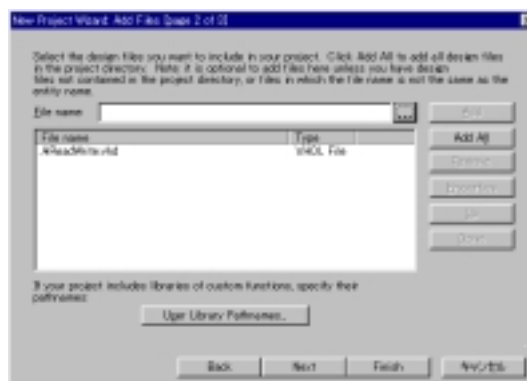 New Project Wizard: Add Files [page 2 of 3]
Select the design files you want to include in your project. Click Add All to add all design files
in the project directory. Note: it is optional to add files here unless you have design
files not contained in the project directory, or files in which the file name is not the same as the
entity name.
File name
...
Add
Add All
File name Type
VHDL File
Remove
Properties
Up
Down
If your project includes libraries of custom functions, specify their
pathnames:
User Library Pathnames...
Back Next Finish キャンセル